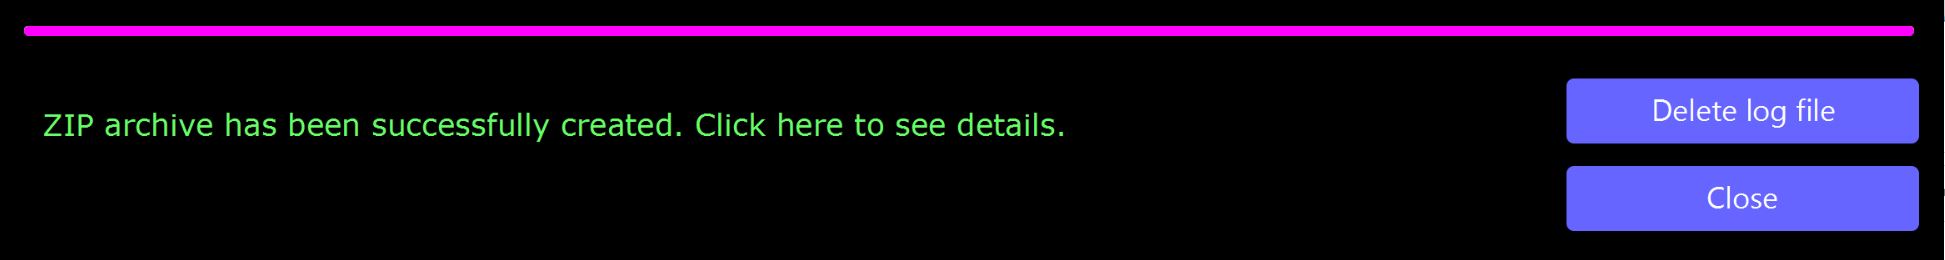 ZIP archive has been successfully created. Click here to see details.
Delete log file
Close